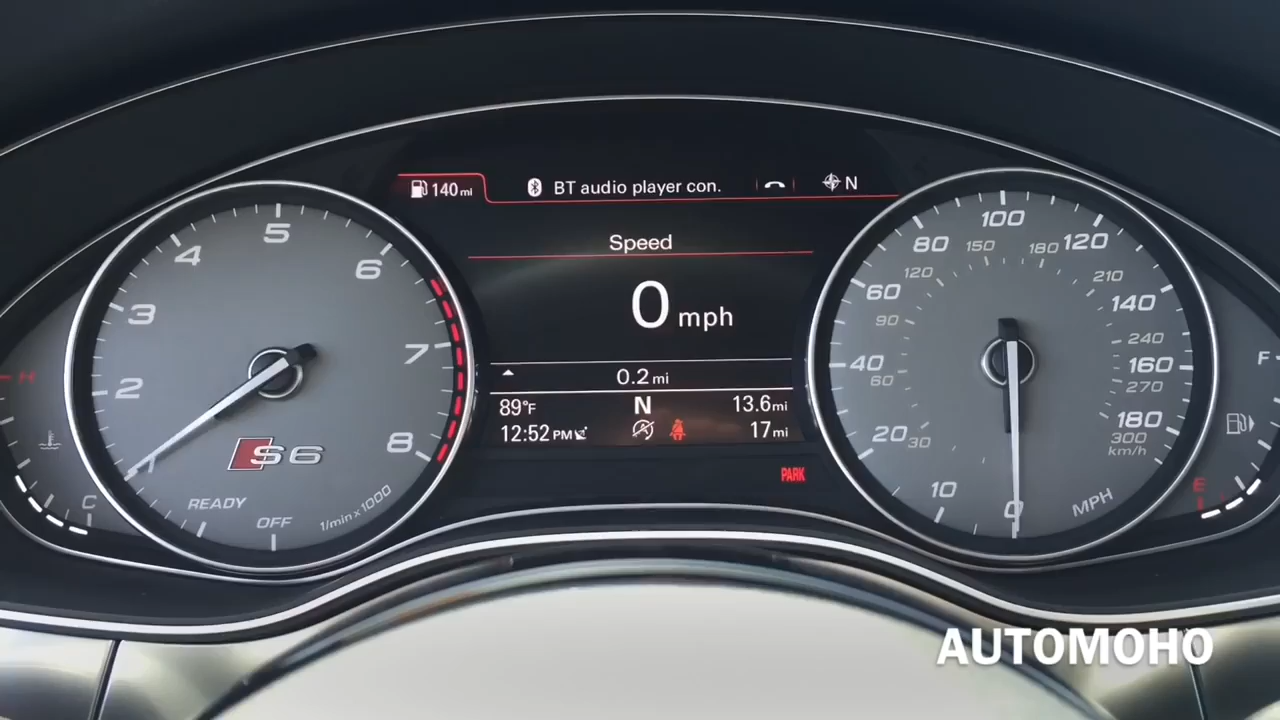 140 mi
BT audio player con.
N
Speed
0 mph
0.2 mi
89°F
N
13.6 mi
12:52 PM
17 mi
PARK
1
2
3
4
5
6
7
8
S6
READY
OFF
1/min x 1000
H
C
0
10
20
40
60
80
100
120
140
160
180
30
60
90
120
150
180
210
240
270
300
km/h
MPH
F
E
AUTOMOHO